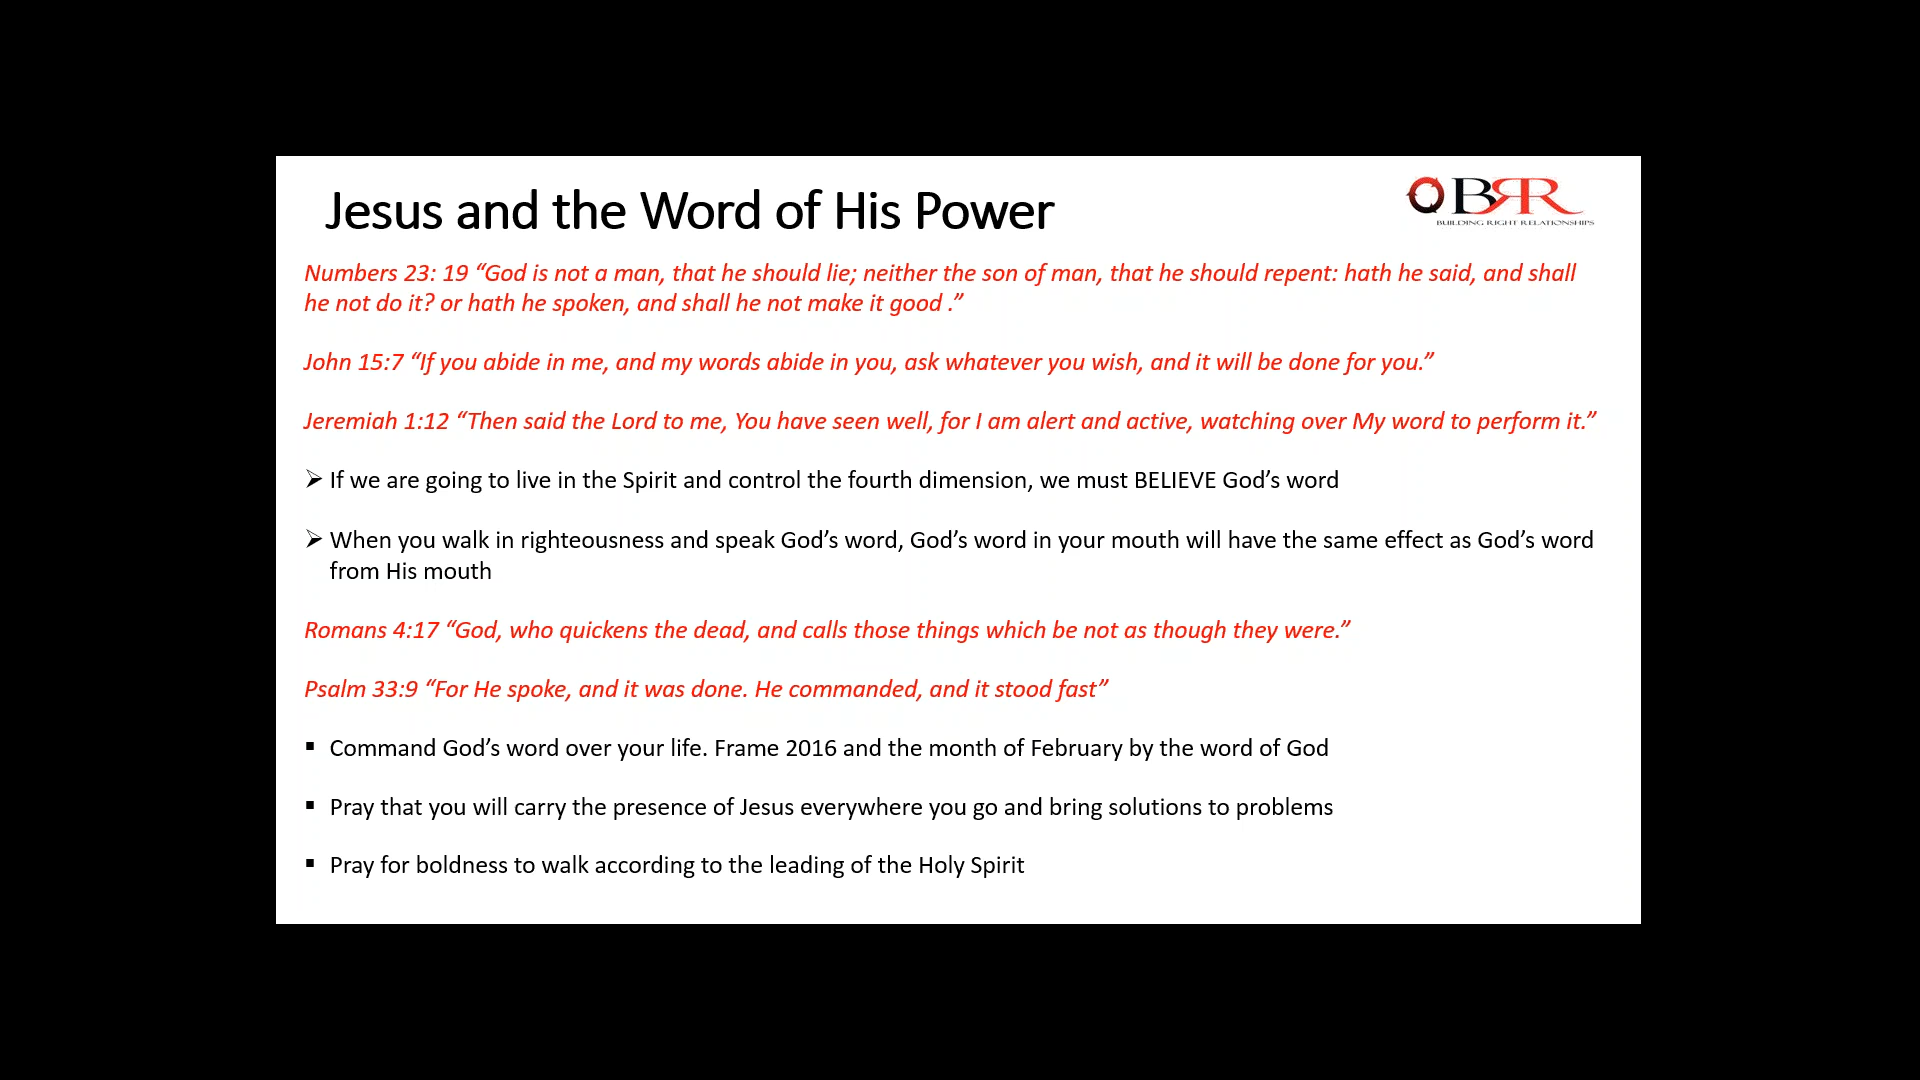 Jesus and the Word of His Power
BRR
BUILDING RIGHT RELATIONSHIPS
Numbers 23: 19 “God is not a man, that he should lie; neither the son of man, that he should repent: hath he said, and shall
he not do it? or hath he spoken, and shall he not make it good .”
John 15:7 “If you abide in me, and my words abide in you, ask whatever you wish, and it will be done for you.”
Jeremiah 1:12 “Then said the Lord to me, You have seen well, for I am alert and active, watching over My word to perform it.”
➢ If we are going to live in the Spirit and control the fourth dimension, we must BELIEVE God’s word
➢ When you walk in righteousness and speak God’s word, God’s word in your mouth will have the same effect as God’s word
from His mouth
Romans 4:17 “God, who quickens the dead, and calls those things which be not as though they were.”
Psalm 33:9 “For He spoke, and it was done. He commanded, and it stood fast”
▪ Command God’s word over your life. Frame 2016 and the month of February by the word of God
▪ Pray that you will carry the presence of Jesus everywhere you go and bring solutions to problems
▪ Pray for boldness to walk according to the leading of the Holy Spirit